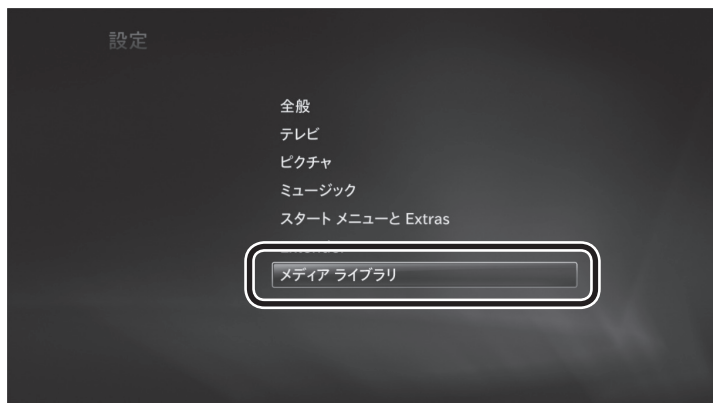 設定
全般
テレビ
ピクチャ
ミュージック
スタート メニューと Extras
メディア ライブラリ